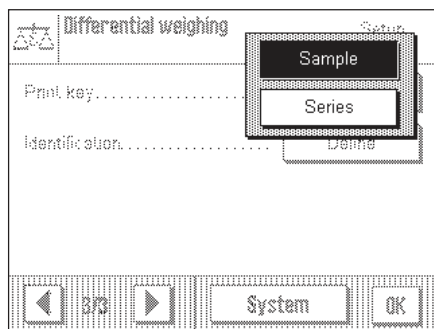 Differential weighing
Setup
Sample
Print key
Series
Identification
Define
3/3
System
OK